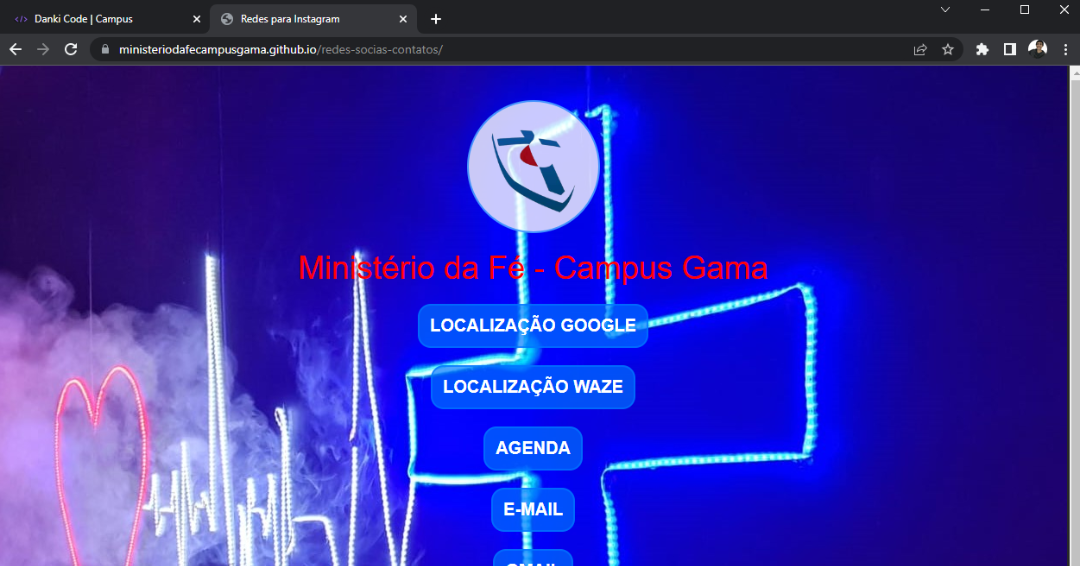 Danki Code | Campus
Redes para Instagram
ministeriodafecampusgama.github.io/redes-socias-contatos/
Ministério da Fé - Campus Gama
LOCALIZAÇÃO GOOGLE
LOCALIZAÇÃO WAZE
AGENDA
E-MAIL